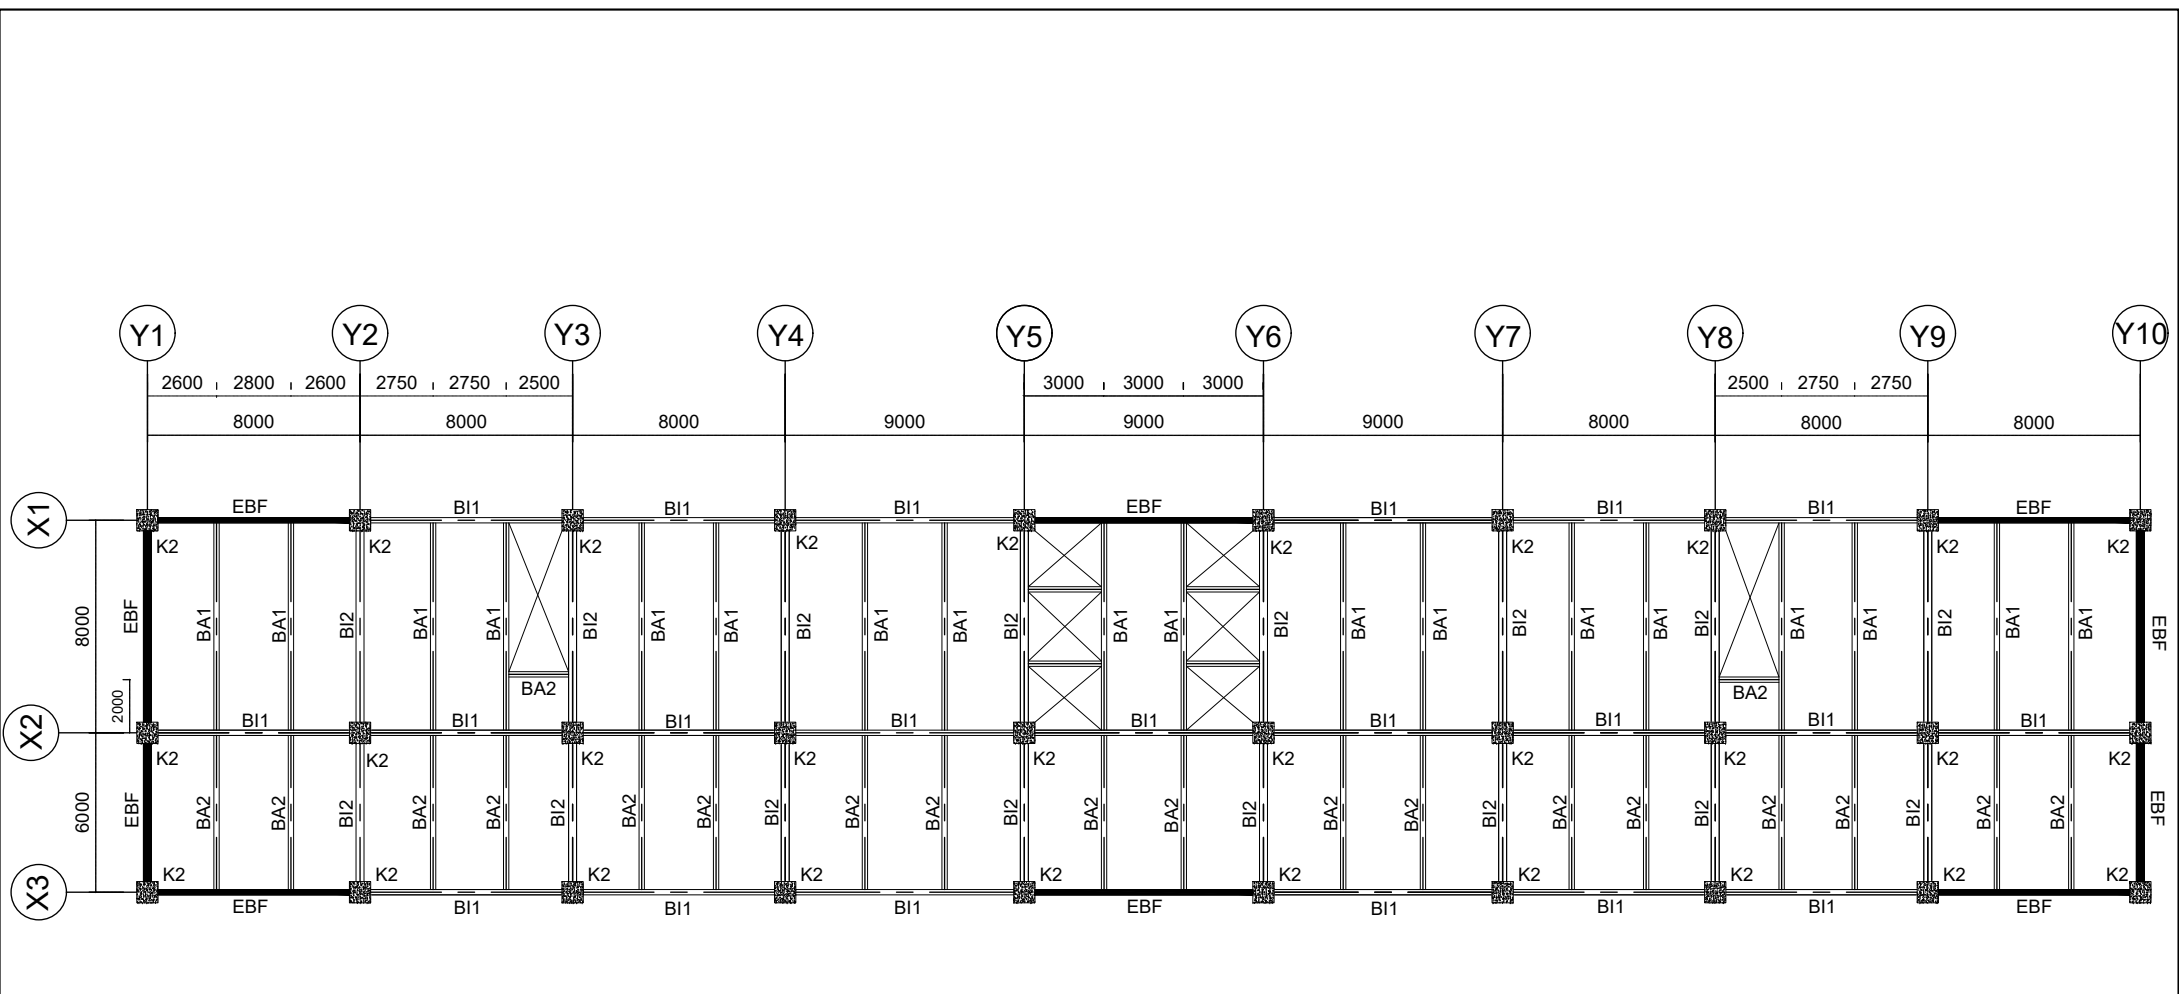 Y1 Y2 Y3 Y4 Y5 Y6 Y7 Y8 Y9 Y10
2600 2800 2600 2750 2750 2500 3000 3000 3000 2500 2750 2750
8000 8000 8000 9000 9000 9000 8000 8000 8000
EBF BI1 BI1 BI1 EBF BI1 BI1 BI1 EBF
X1
K2 K2 K2 K2 K2 K2 K2 K2 K2 K2
8000 EBF BA1 BA1 BI2 BA1 BA1 BI2 BA1 BA1 BI2 BA1 BA1 BI2 BA1 BA1 BI2 BA1 BA1 BI2 BA1 BA1 BI2 BA1 BA1 BI2 BA1 BA1 EBF
BA2 BA2
2000
BI1 BI1 BI1 BI1 BI1 BI1 BI1 BI1 BI1
X2
K2 K2 K2 K2 K2 K2 K2 K2 K2 K2
6000 EBF BA2 BA2 BI2 BA2 BA2 BI2 BA2 BA2 BI2 BA2 BA2 BI2 BA2 BA2 BI2 BA2 BA2 BI2 BA2 BA2 BI2 BA2 BA2 BI2 BA2 BA2 EBF
K2 K2 K2 K2 K2 K2 K2 K2 K2 K2
X3
EBF BI1 BI1 BI1 EBF BI1 BI1 BI1 EBF